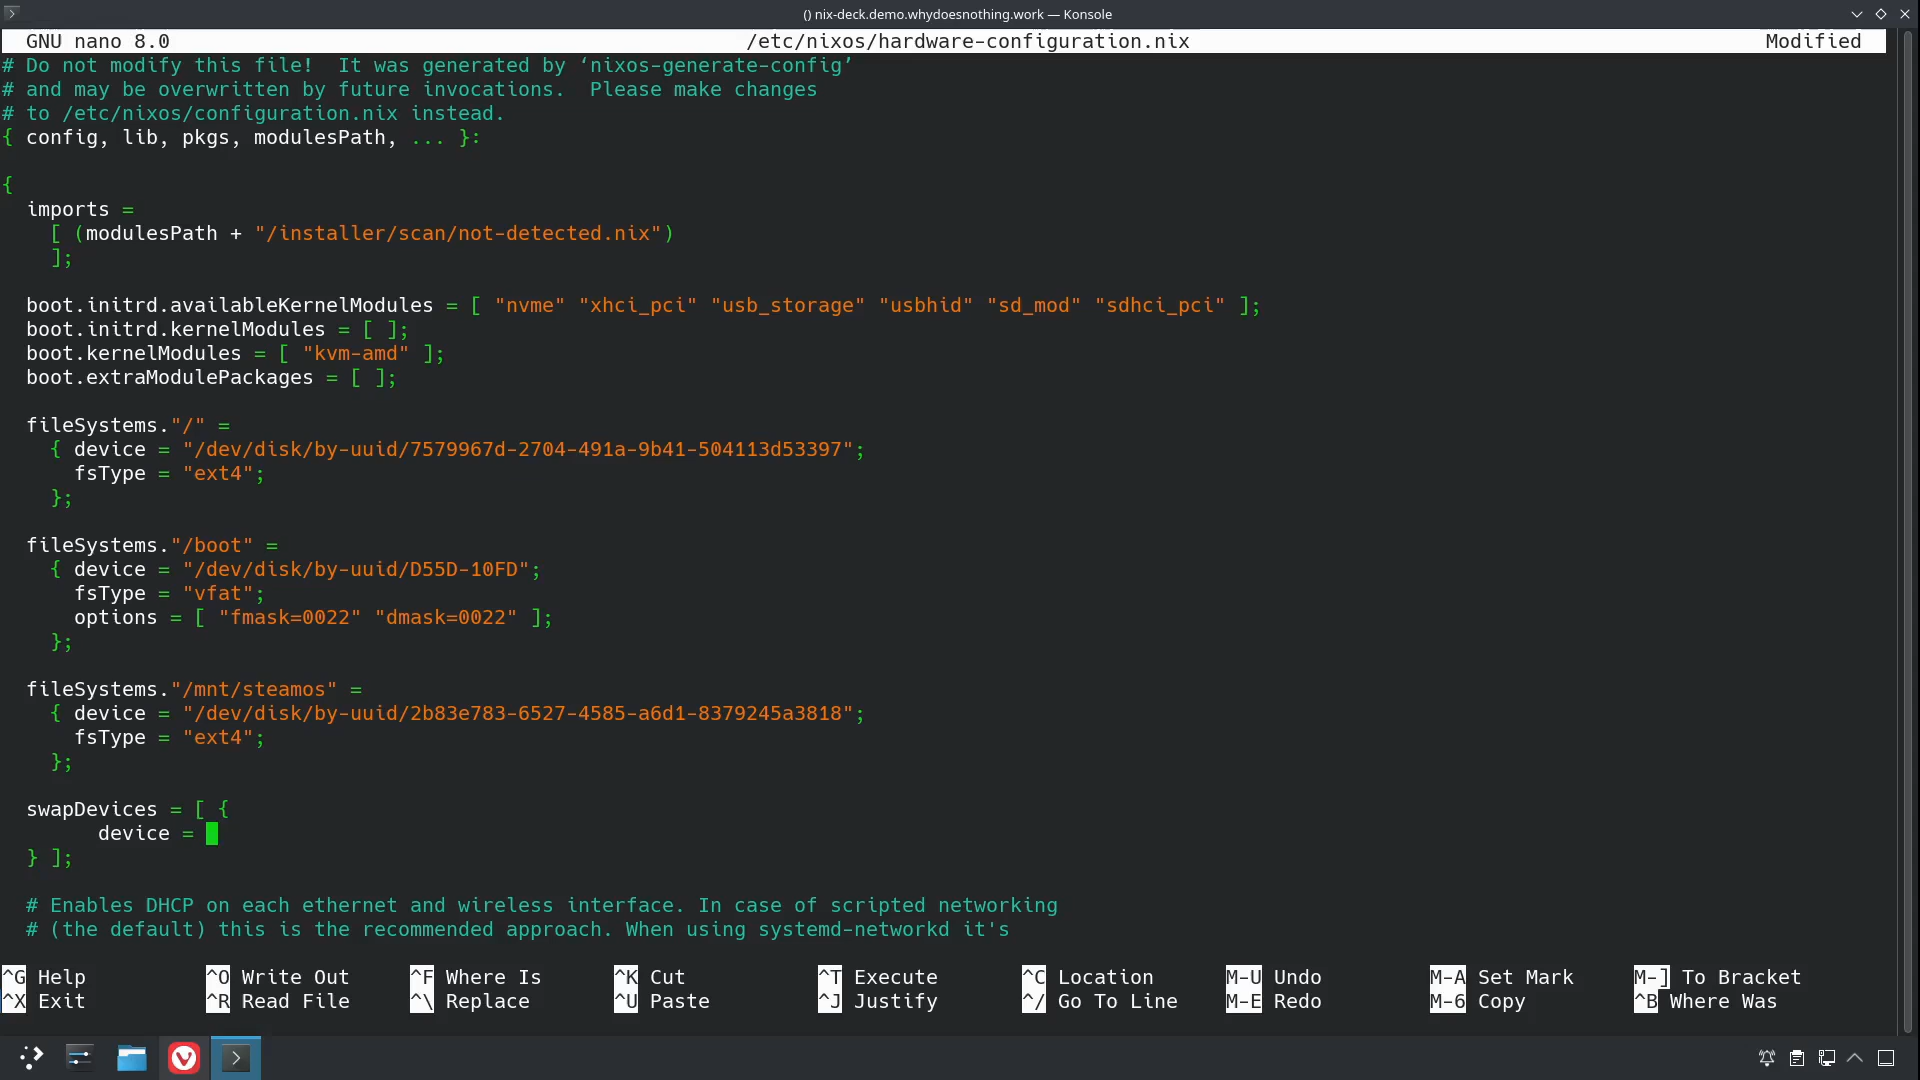 () nix-deck.demo.whydoesnothing.work — Konsole
GNU nano 8.0 /etc/nixos/hardware-configuration.nix Modified
# Do not modify this file!  It was generated by ‘nixos-generate-config’
# and may be overwritten by future invocations.  Please make changes
# to /etc/nixos/configuration.nix instead.
{ config, lib, pkgs, modulesPath, ... }:
{
  imports =
    [ (modulesPath + "/installer/scan/not-detected.nix")
    ];
  boot.initrd.availableKernelModules = [ "nvme" "xhci_pci" "usb_storage" "usbhid" "sd_mod" "sdhci_pci" ];
  boot.initrd.kernelModules = [ ];
  boot.kernelModules = [ "kvm-amd" ];
  boot.extraModulePackages = [ ];
  fileSystems."/" =
    { device = "/dev/disk/by-uuid/7579967d-2704-491a-9b41-504113d53397";
      fsType = "ext4";
    };
  fileSystems."/boot" =
    { device = "/dev/disk/by-uuid/D55D-10FD";
      fsType = "vfat";
      options = [ "fmask=0022" "dmask=0022" ];
    };
  fileSystems."/mnt/steamos" =
    { device = "/dev/disk/by-uuid/2b83e783-6527-4585-a6d1-8379245a3818";
      fsType = "ext4";
    };
  swapDevices = [ {
        device =
  } ];
  # Enables DHCP on each ethernet and wireless interface. In case of scripted networking
  # (the default) this is the recommended approach. When using systemd-networkd it's
^G Help ^O Write Out ^F Where Is ^K Cut ^T Execute ^C Location M-U Undo M-A Set Mark M-] To Bracket
^X Exit ^R Read File ^\ Replace ^U Paste ^J Justify ^/ Go To Line M-E Redo M-6 Copy ^B Where Was